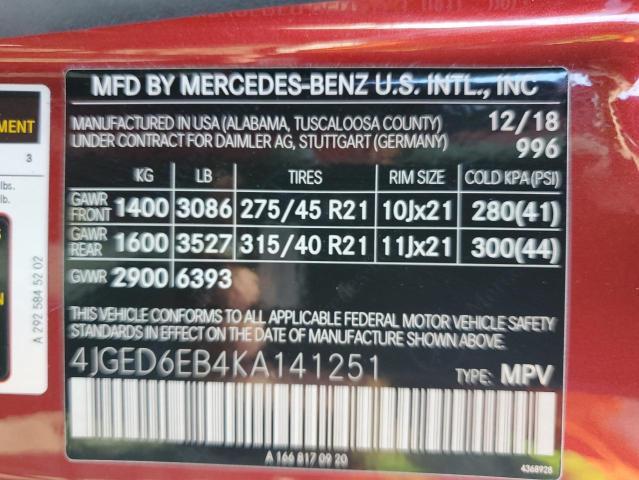 MFD BY MERCEDES-BENZ U.S. INTL., INC
MANUFACTURED IN USA (ALABAMA, TUSCALOOSA COUNTY) 12/18
UNDER CONTRACT FOR DAIMLER AG, STUTTGART (GERMANY) 996
KG LB TIRES RIM SIZE COLD KPA(PSI)
GAWR FRONT 1400 3086 275/45 R21 10Jx21 280(41)
GAWR REAR 1600 3527 315/40 R21 11Jx21 300(44)
GVWR 2900 6393
THIS VEHICLE CONFORMS TO ALL APPLICABLE FEDERAL MOTOR VEHICLE SAFETY
STANDARDS IN EFFECT ON THE DATE OF MANUFACTURE SHOWN ABOVE.
4JGED6EB4KA141251 TYPE: MPV
A 166 817 09 20
4368928
MENT
3
lbs.
lb.
S
N
A 292 584 52 02